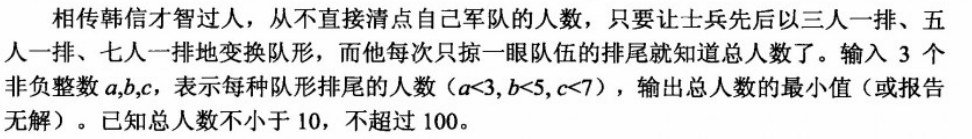 相传韩信才智过人，从不直接清点自己军队的人数，只要让士兵先后以三人一排、五
人一排、七人一排地变换队形，而他每次只掠一眼队伍的排尾就知道总人数了。输入 3 个
非负整数 a,b,c，表示每种队形排尾的人数（a<3, b<5, c<7），输出总人数的最小值（或报告
无解）。已知总人数不小于 10，不超过 100。